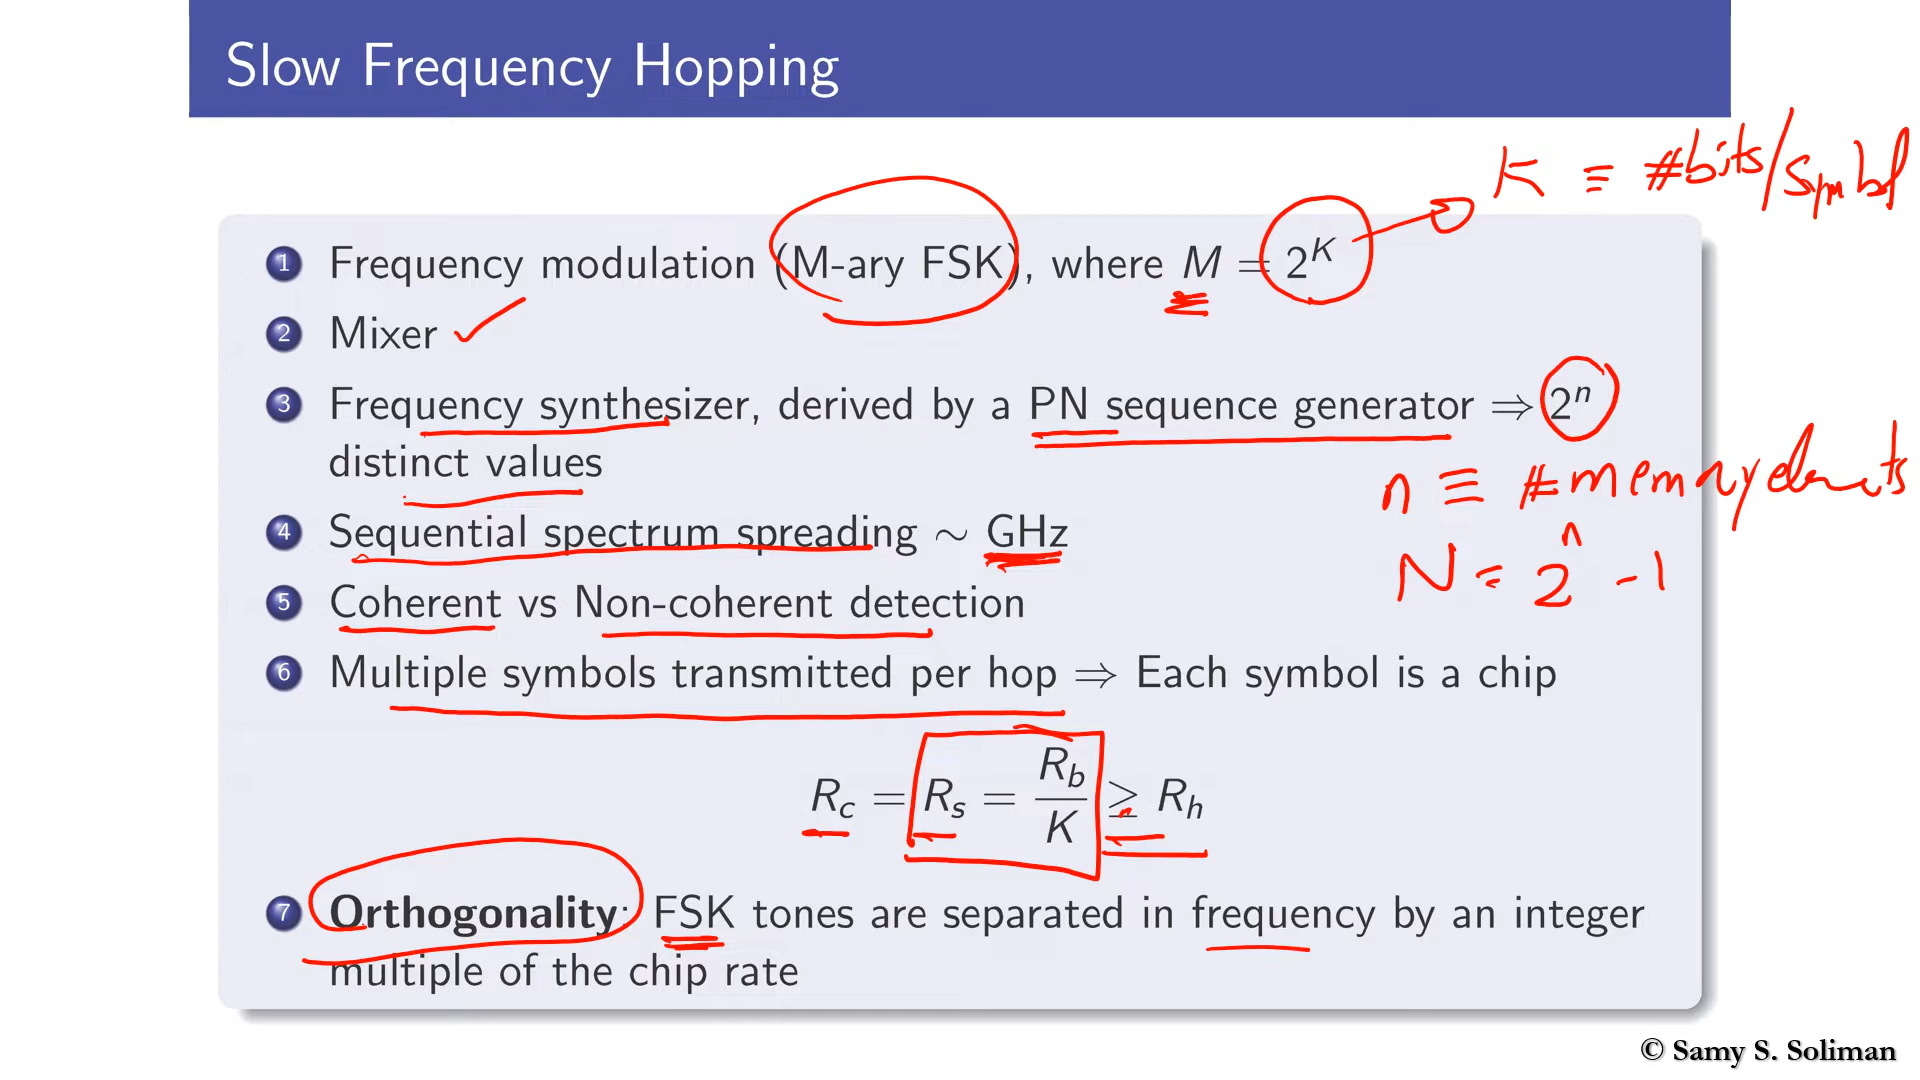 Slow Frequency Hopping
K ≡ #bits/Symbol
1 Frequency modulation (M-ary FSK), where M = 2^K
2 Mixer ✓
3 Frequency synthesizer, derived by a PN sequence generator ⇒ 2^n
distinct values
n ≡ # memory elements
4 Sequential spectrum spreading ∼ GHz
N = 2^n - 1
5 Coherent vs Non-coherent detection
6 Multiple symbols transmitted per hop ⇒ Each symbol is a chip
R_c = R_s = R_b / K ≥ R_h
7 Orthogonality: FSK tones are separated in frequency by an integer
multiple of the chip rate
© Samy S. Soliman